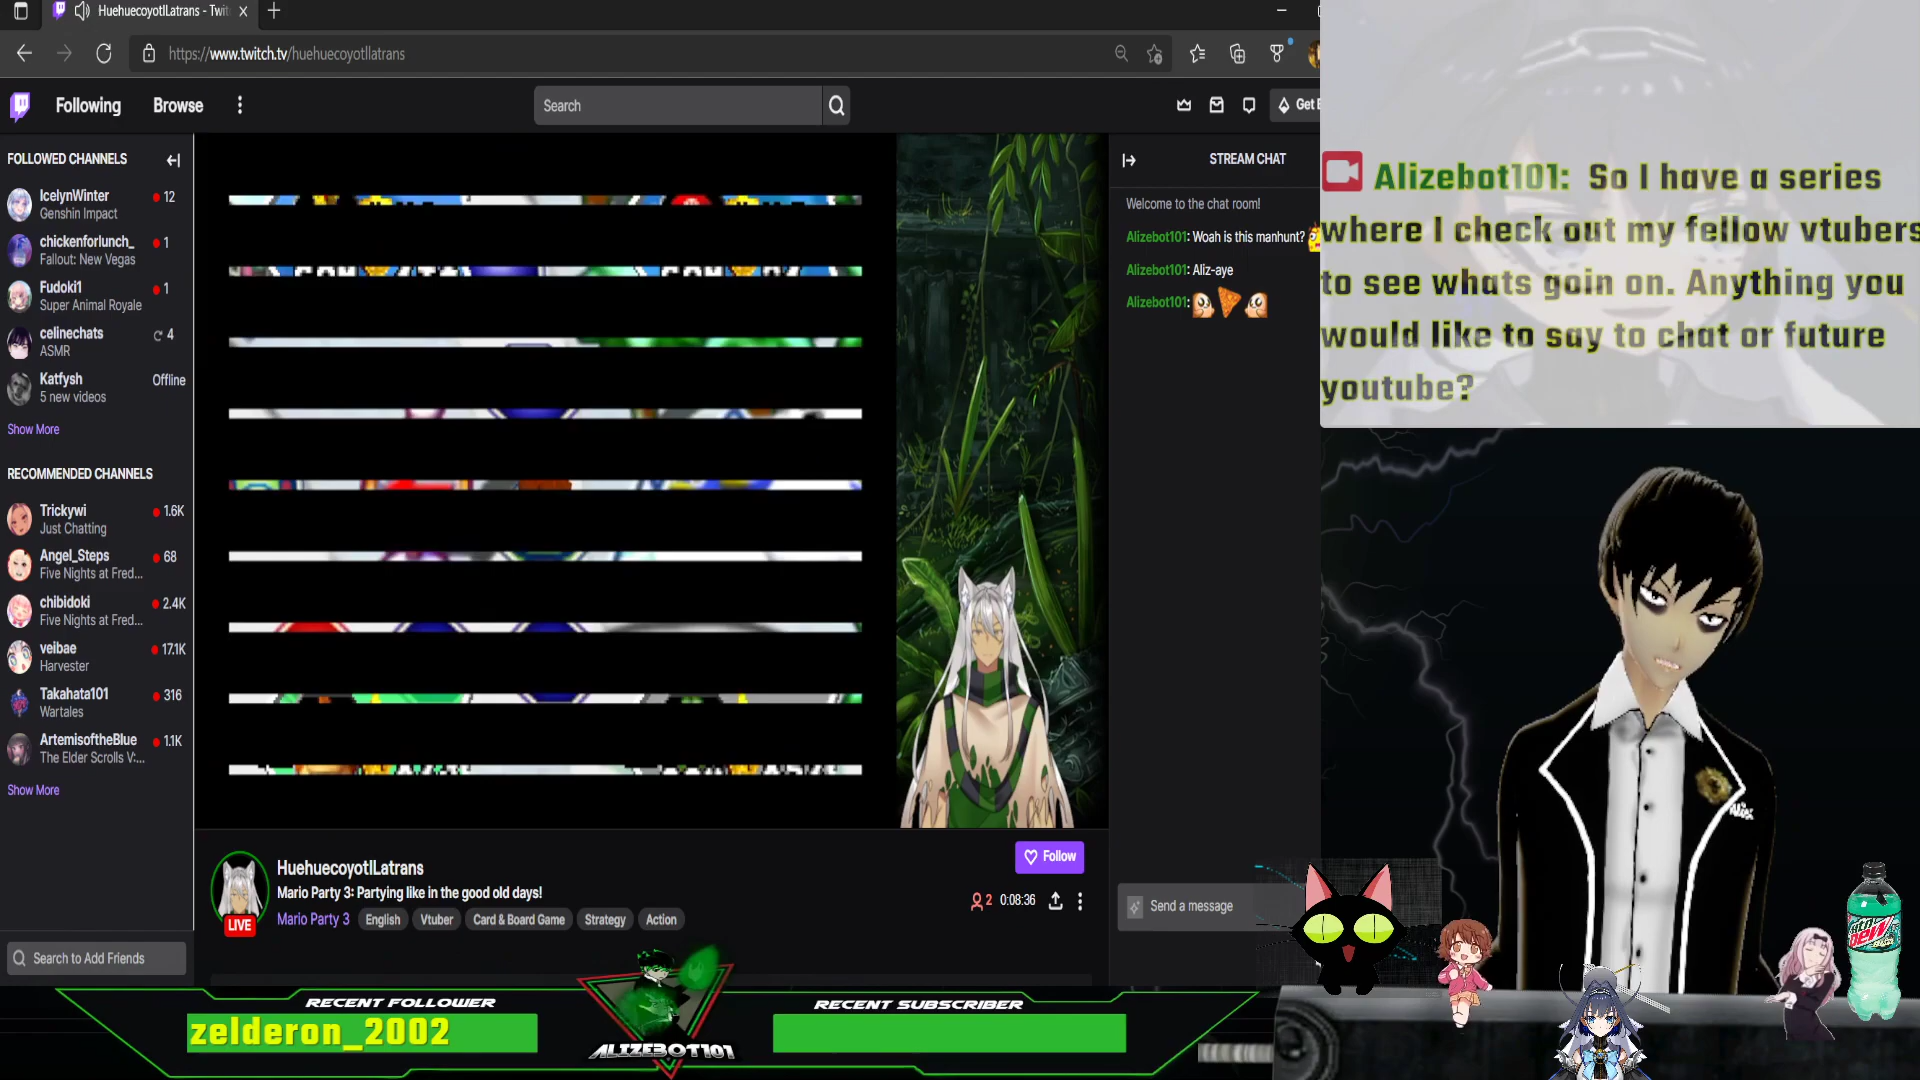 HuehuecoyotlLatrans - Twit
https://www.twitch.tv/huehuecoyotllatrans
Following
Browse
Search
Get B
FOLLOWED CHANNELS
IcelynWinter
12
Genshin Impact
chickenforlunch_
1
Fallout: New Vegas
Fudoki1
1
Super Animal Royale
celinechats
4
ASMR
Katfysh
Offline
5 new videos
Show More
RECOMMENDED CHANNELS
Trickywi
1.6K
Just Chatting
Angel_Steps
68
Five Nights at Fred...
chibidoki
2.4K
Five Nights at Fred...
veibae
17.1K
Harvester
Takahata101
316
Wartales
ArtemisoftheBlue
1.1K
The Elder Scrolls V:...
Show More
Search to Add Friends
STREAM CHAT
Welcome to the chat room!
Alizebot101: Woah is this manhunt?
Alizebot101: Aliz-aye
Alizebot101:
Alizebot101: So I have a series
where I check out my fellow vtubers
to see whats goin on. Anything you
would like to say to chat or future
youtube?
HuehuecoyotlLatrans
Mario Party 3: Partying like in the good old days!
Mario Party 3
English
Vtuber
Card & Board Game
Strategy
Action
LIVE
Follow
2
0:08:36
Send a message
RECENT FOLLOWER
zelderon_2002
ALIZEBOT101
RECENT SUBSCRIBER